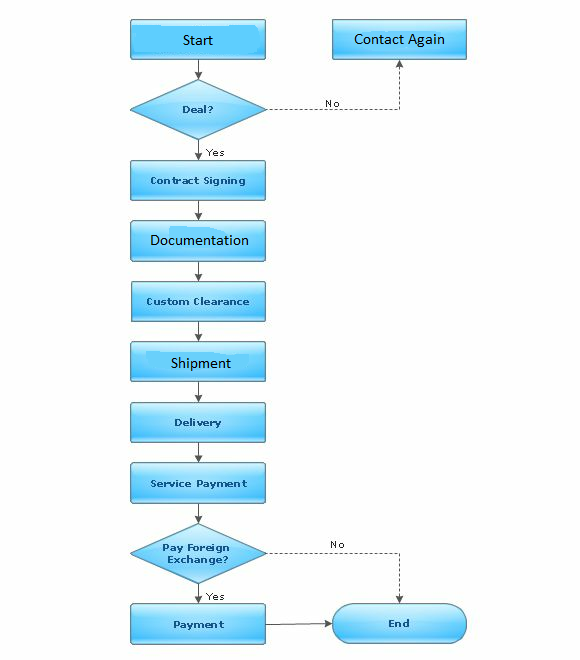 Start
Contact Again
Deal?
No
Yes
Contract Signing
Documentation
Custom Clearance
Shipment
Delivery
Service Payment
Pay Foreign
Exchange?
No
Yes
Payment
End